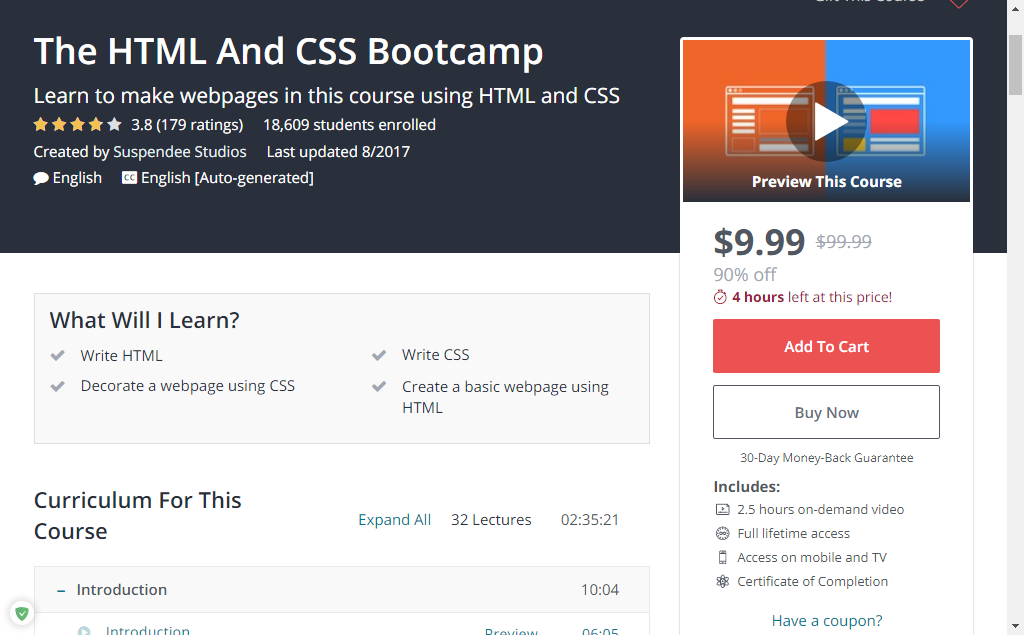 Gift This Course
The HTML And CSS Bootcamp
Learn to make webpages in this course using HTML and CSS
3.8 (179 ratings) 18,609 students enrolled
Created by Suspendee Studios Last updated 8/2017
English CC English [Auto-generated]
Preview This Course
$9.99 $99.99
90% off
4 hours left at this price!
Add To Cart
Buy Now
30-Day Money-Back Guarantee
Includes:
2.5 hours on-demand video
Full lifetime access
Access on mobile and TV
Certificate of Completion
Have a coupon?
What Will I Learn?
Write HTML
Write CSS
Decorate a webpage using CSS
Create a basic webpage using
HTML
Curriculum For This
Course
Expand All 32 Lectures 02:35:21
– Introduction 10:04
Introduction Preview 06:05